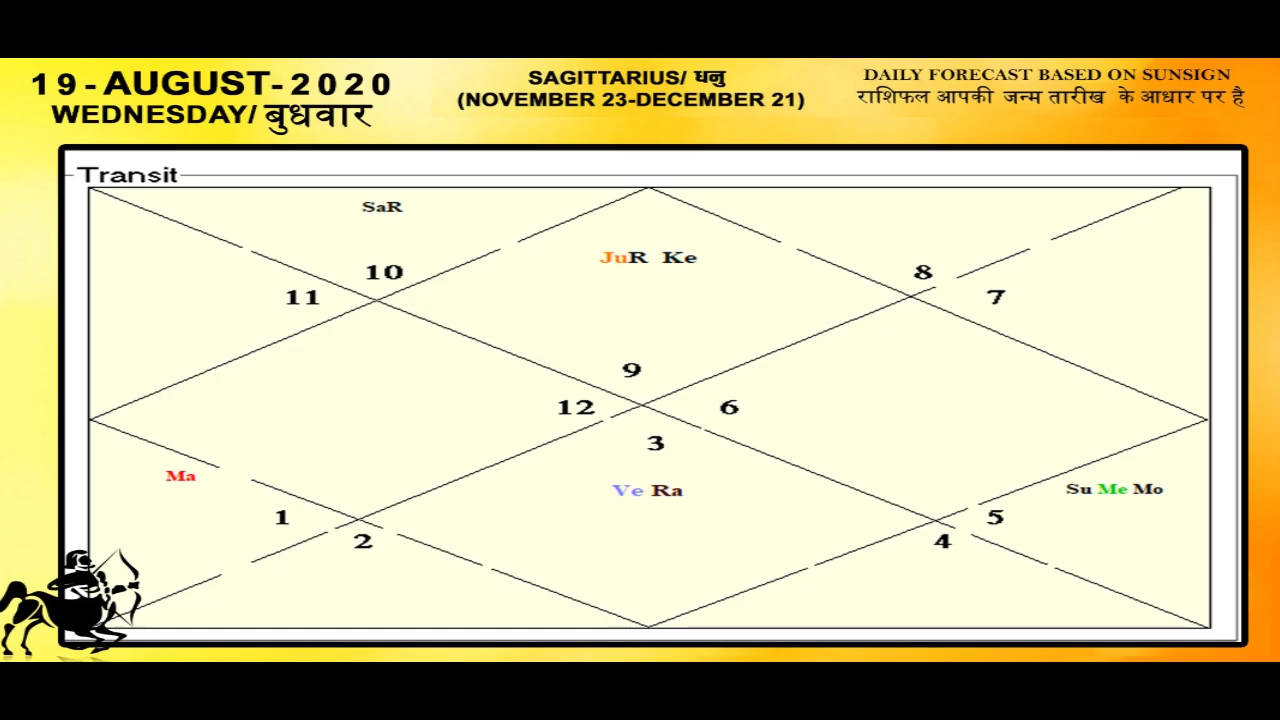 19-AUGUST-2020
WEDNESDAY/ बुधवार
SAGITTARIUS/ धनु
(NOVEMBER 23-DECEMBER 21)
DAILY FORECAST BASED ON SUNSIGN
राशिफल आपकी जन्म तारीख के आधार पर है
Transit
SaR
JuR Ke
10
8
11
7
9
12
6
3
Ma
Ve Ra
Su Me Mo
1
5
2
4